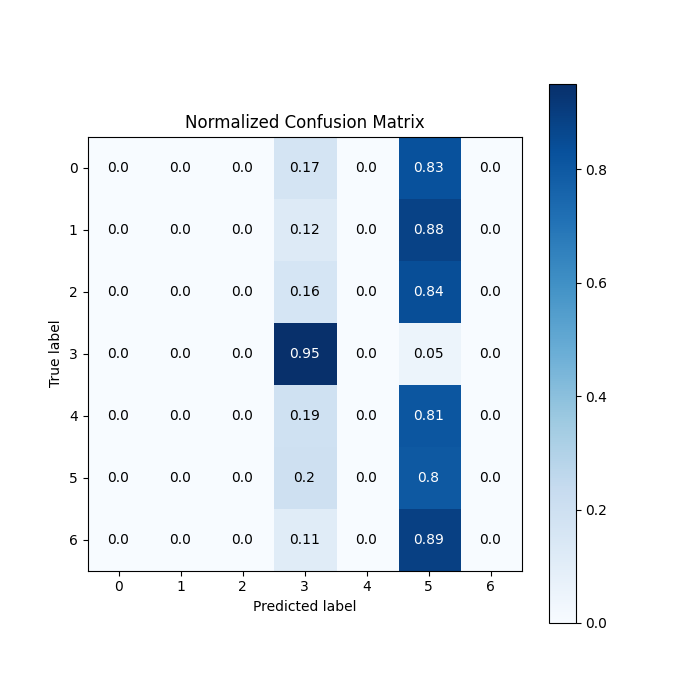 Normalized Confusion Matrix
0 0.0 0.0 0.0 0.17 0.0 0.83 0.0
1 0.0 0.0 0.0 0.12 0.0 0.88 0.0
2 0.0 0.0 0.0 0.16 0.0 0.84 0.0
3 0.0 0.0 0.0 0.95 0.0 0.05 0.0
4 0.0 0.0 0.0 0.19 0.0 0.81 0.0
5 0.0 0.0 0.0 0.2 0.0 0.8 0.0
6 0.0 0.0 0.0 0.11 0.0 0.89 0.0
0 1 2 3 4 5 6
Predicted label
True label
0.8
0.6
0.4
0.2
0.0